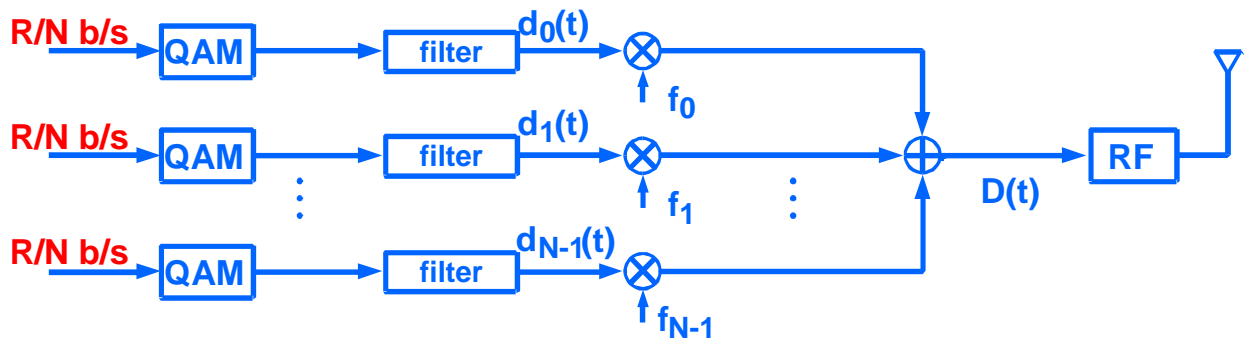 R/N b/s QAM filter d0(t) f0
R/N b/s QAM filter d1(t) f1 D(t) RF
R/N b/s QAM filter dN-1(t) fN-1